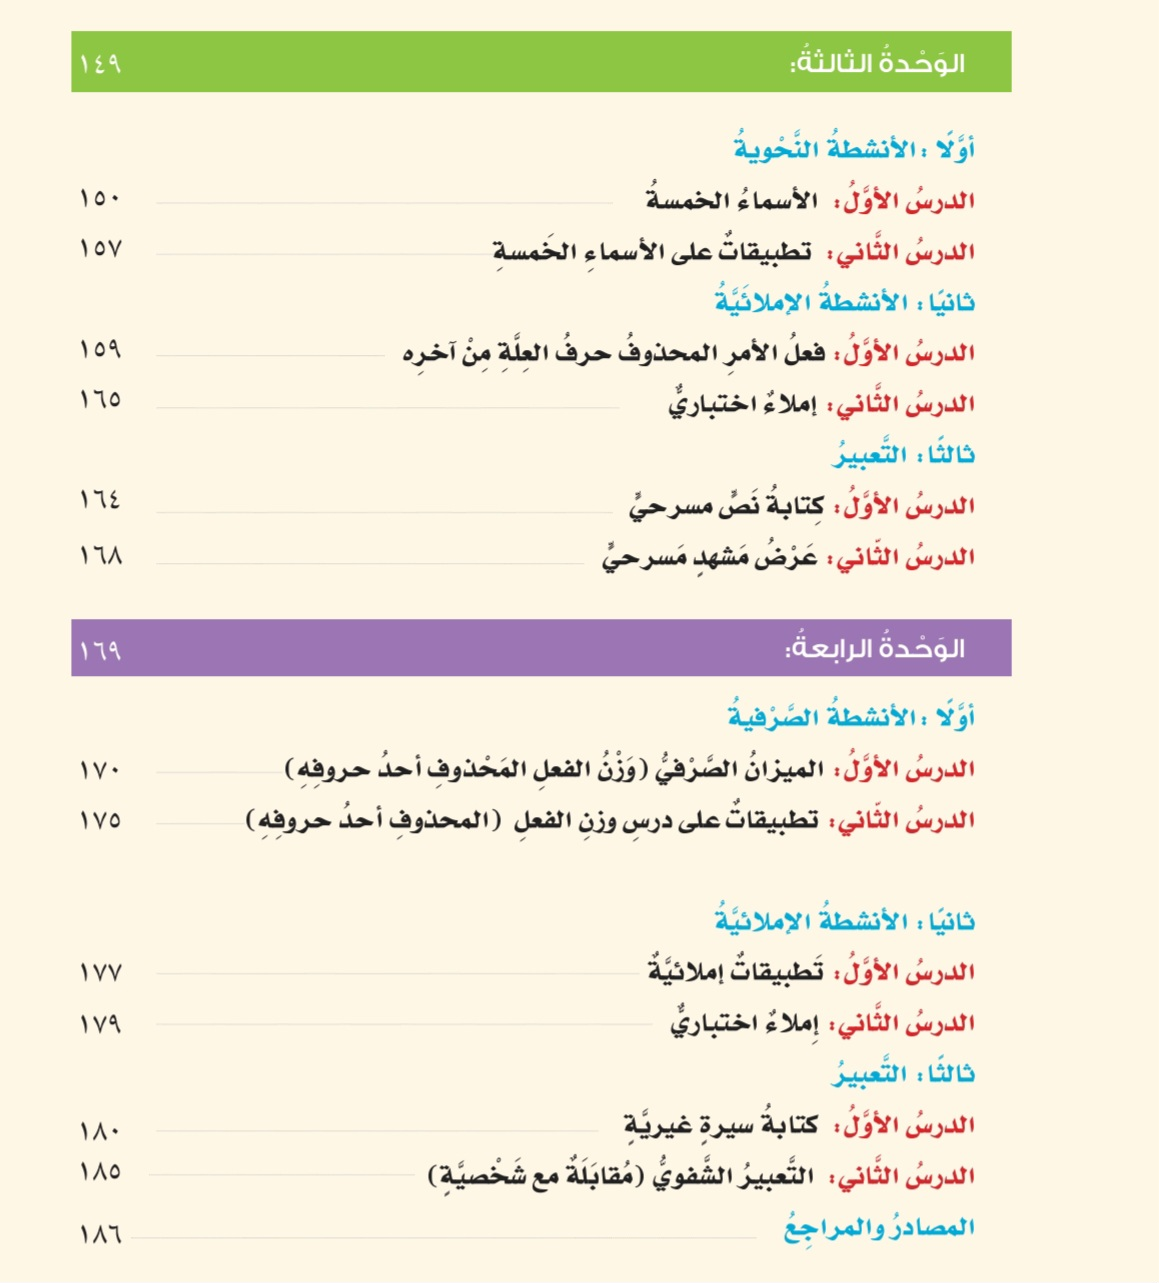 الوَحْدةُ الثالثةُ: ١٤٩
أوَّلًا : الأنشطةُ النَّحْويةُ
الدرسُ الأوَّلُ: الأسماءُ الخمسةُ ١٥٠
الدرسُ الثَّاني: تطبيقاتٌ على الأسماءِ الخَمسةِ ١٥٧
ثانيًا : الأنشطةُ الإملائَيَّةُ
الدرسُ الأوَّلُ: فعلُ الأمرِ المحذوفُ حرفُ العِلَّةِ مِنْ آخرِه ١٥٩
الدرسُ الثَّاني: إملاءٌ اختباريٌّ ١٦٥
ثالثًا : التَّعبيرُ
الدرسُ الأوَّلُ: كِتابةُ نَصٍّ مسرحيٍّ ١٦٤
الدرسُ الثّاني: عَرْضُ مَشهدٍ مَسرحيٍّ ١٦٨
الوَحْدةُ الرابعةُ: ١٦٩
أوَّلًا : الأنشطةُ الصَّرْفيةُ
الدرسُ الأوَّلُ: الميزانُ الصَّرْفيُّ (وَزْنُ الفعلِ المَحْذوفِ أحدُ حروفِهِ) ١٧٠
الدرسُ الثّاني: تطبيقاتٌ على درسِ وزنِ الفعلِ (المحذوفِ أحدُ حروفِهِ) ١٧٥
ثانيًا : الأنشطةُ الإملائيَّةُ
الدرسُ الأوَّلُ: تَطبيقاتٌ إملائيَّةٌ ١٧٧
الدرسُ الثَّاني: إملاءٌ اختباريٌّ ١٧٩
ثالثًا : التَّعبيرُ
الدرسُ الأوَّلُ: كتابةُ سيرةٍ غيريَّةٍ ١٨٠
الدرسُ الثَّاني: التَّعبيرُ الشَّفويُّ (مُقابَلَةٌ مع شَخْصيَّةٍ) ١٨٥
المصادرُ والمراجِعُ ١٨٦